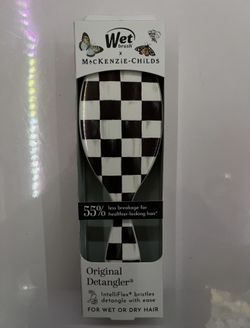 Wet
brush
x
MACKENZIE-CHILDS
55% less breakage for
healthier-looking hair*
Original
Detangler®
IntelliFlex® bristles
detangle with ease
FOR WET OR DRY HAIR